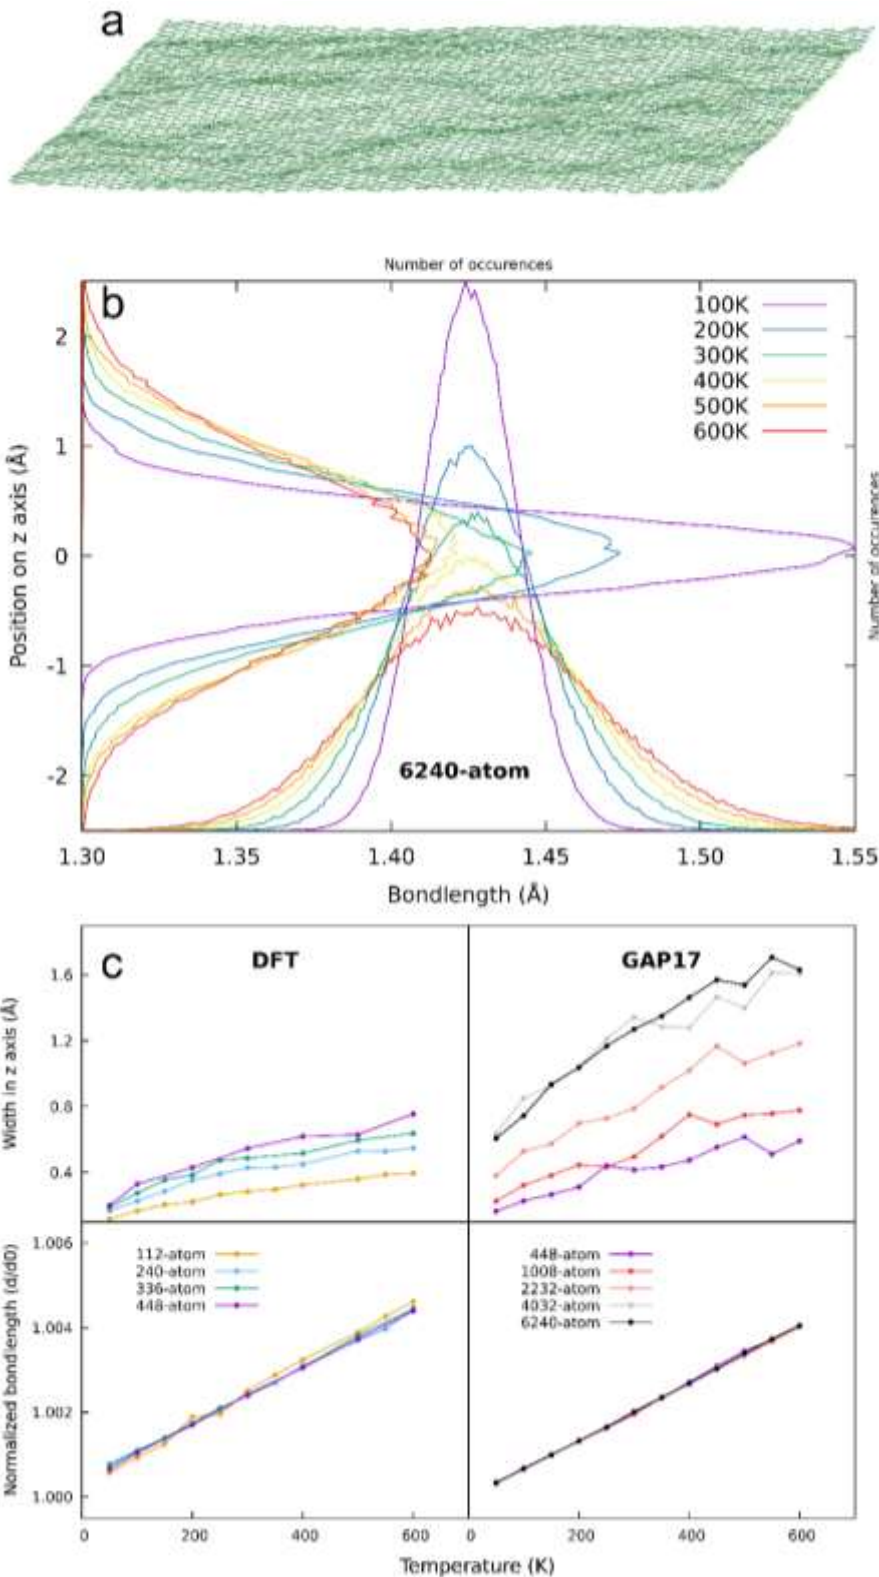 a
Number of occurences
b
100K
200K
300K
400K
500K
600K
2
1
0
-1
-2
Position on z axis (Å)
Number of occurences
6240-atom
1.30 1.35 1.40 1.45 1.50 1.55
Bondlength (Å)
c DFT GAP17
1.6
1.2
0.8
0.4
Width in z axis (Å)
1.006
1.004
1.002
1.000
Normalized bondlength (d/d0)
112-atom
240-atom
336-atom
448-atom
448-atom
1008-atom
2232-atom
4032-atom
6240-atom
0 200 400 600 0 200 400 600
Temperature (K)